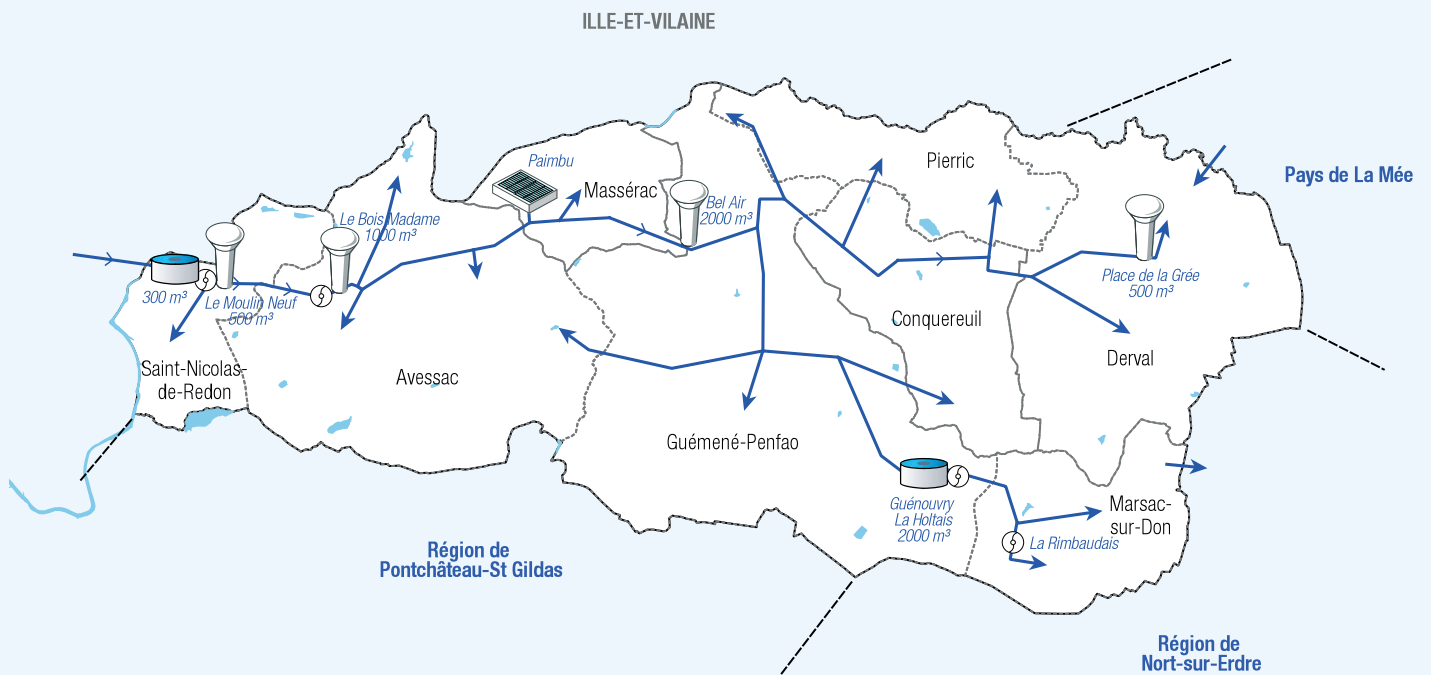 ILLE-ET-VILAINE
Paimbu
Massérac
Pierric
Pays de La Mée
Bel Air
2000 m³
Le Bois Madame
1000 m³
Place de la Grée
500 m³
300 m³
Le Moulin Neuf
500 m³
Conquereuil
Derval
Saint-Nicolas-
de-Redon
Avessac
Guémené-Penfao
Guénouvry
La Holtais
2000 m³
Marsac-
sur-Don
La Rimbaudais
Région de
Pontchâteau-St Gildas
Région de
Nort-sur-Erdre